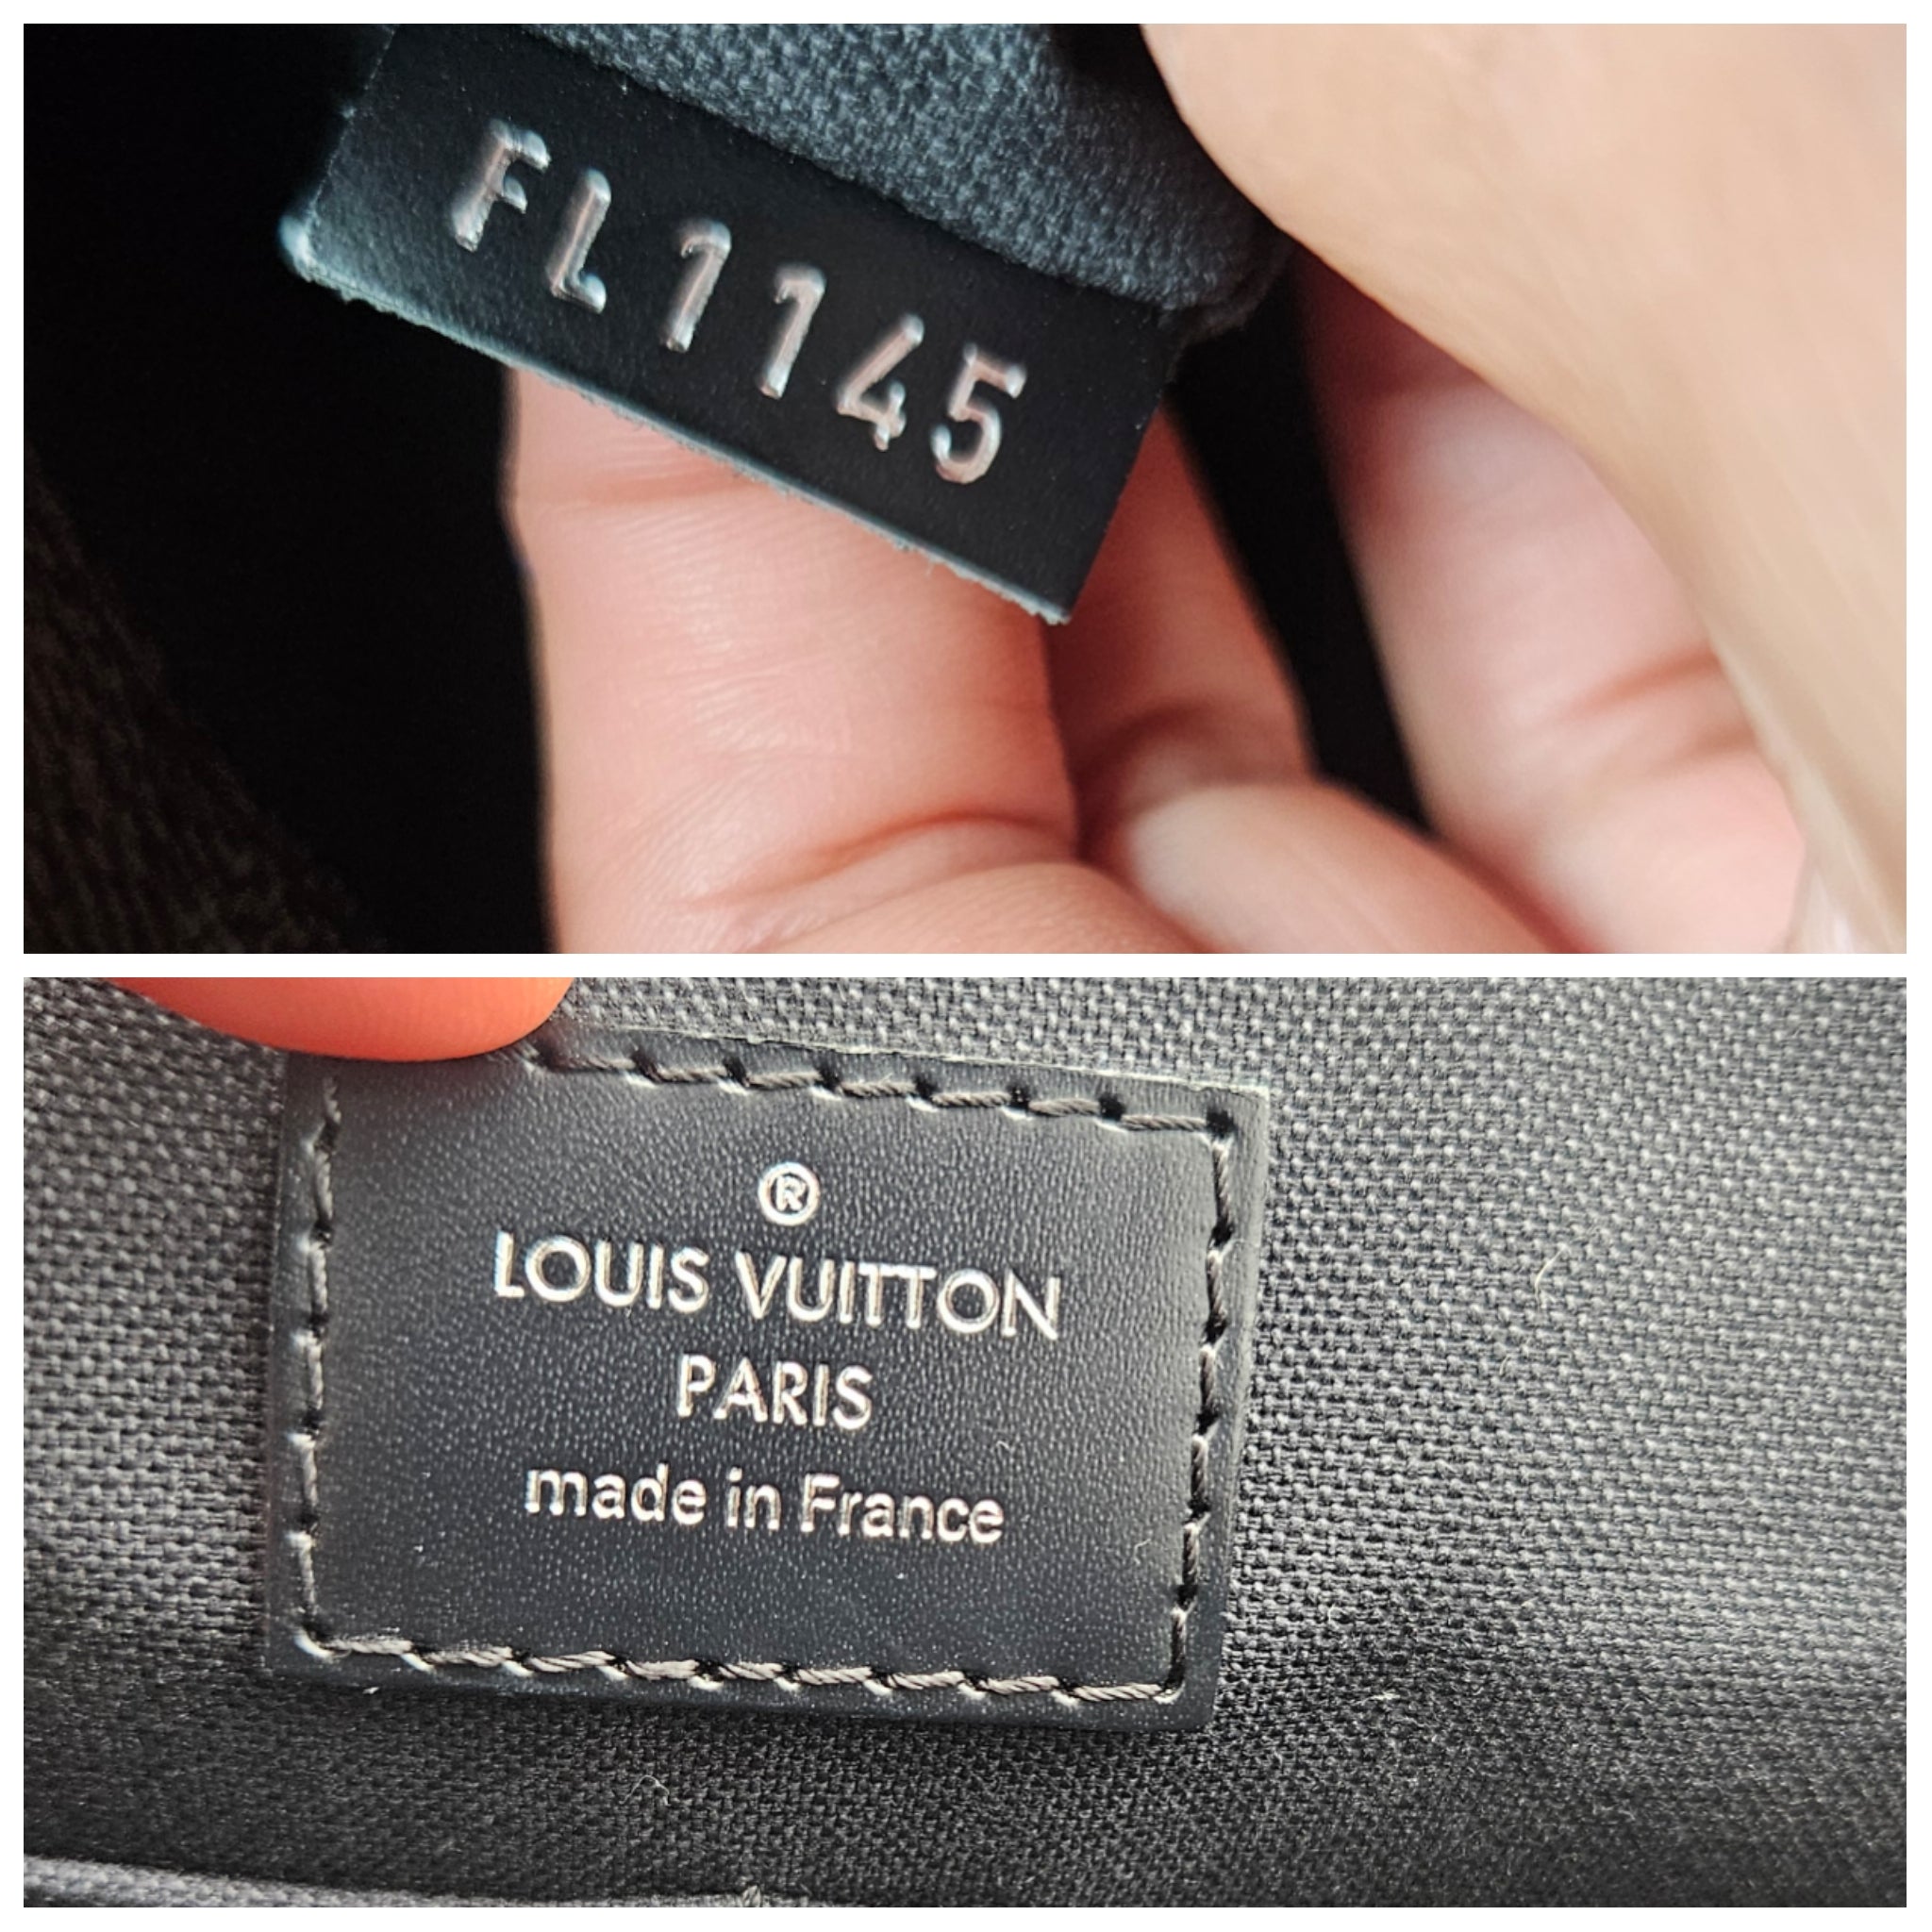 FL1145
®
LOUIS VUITTON
PARIS
made in France